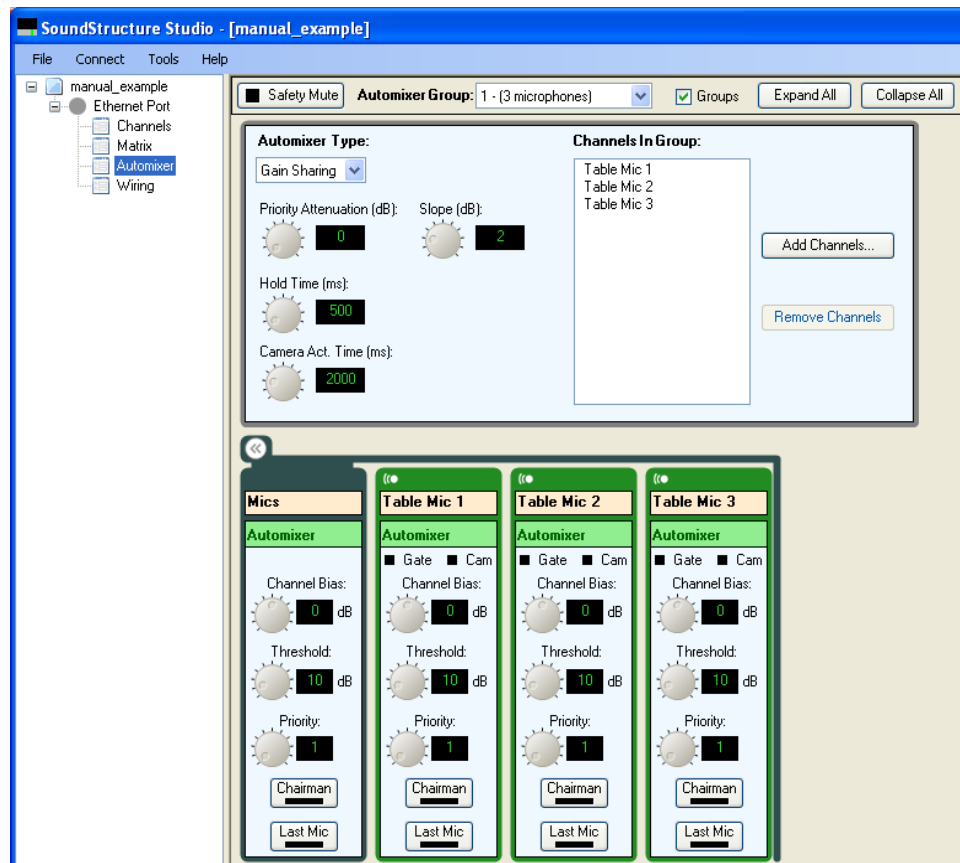 SoundStructure Studio - [manual_example]
File Connect Tools Help
manual_example
Ethernet Port
Channels
Matrix
Automixer
Wiring
Safety Mute Automixer Group: 1 - (3 microphones) Groups Expand All Collapse All
Automixer Type:
Gain Sharing
Priority Attenuation (dB): Slope (dB):
0 2
Hold Time (ms):
500
Camera Act. Time (ms):
2000
Channels In Group:
Table Mic 1
Table Mic 2
Table Mic 3
Add Channels...
Remove Channels
Mics Table Mic 1 Table Mic 2 Table Mic 3
Automixer Automixer Automixer Automixer
Gate Cam Gate Cam Gate Cam
Channel Bias: Channel Bias: Channel Bias: Channel Bias:
0 dB 0 dB 0 dB 0 dB
Threshold: Threshold: Threshold: Threshold:
10 dB 10 dB 10 dB 10 dB
Priority: Priority: Priority: Priority:
1 1 1 1
Chairman Chairman Chairman Chairman
Last Mic Last Mic Last Mic Last Mic